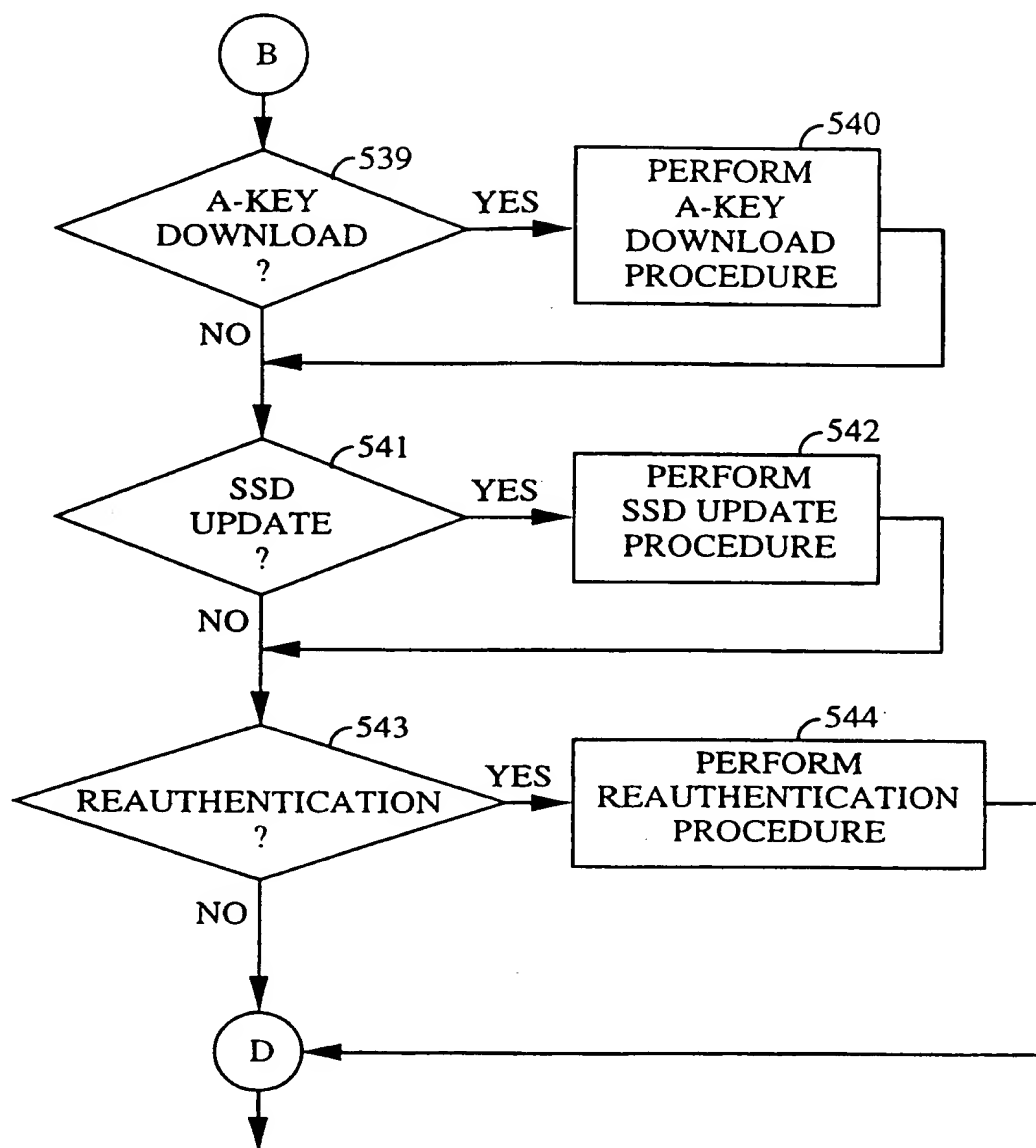 B
539
A-KEY
DOWNLOAD
?
YES
540
PERFORM
A-KEY
DOWNLOAD
PROCEDURE
NO
541
SSD
UPDATE
?
YES
542
PERFORM
SSD UPDATE
PROCEDURE
NO
543
REAUTHENTICATION
?
YES
544
PERFORM
REAUTHENTICATION
PROCEDURE
NO
D